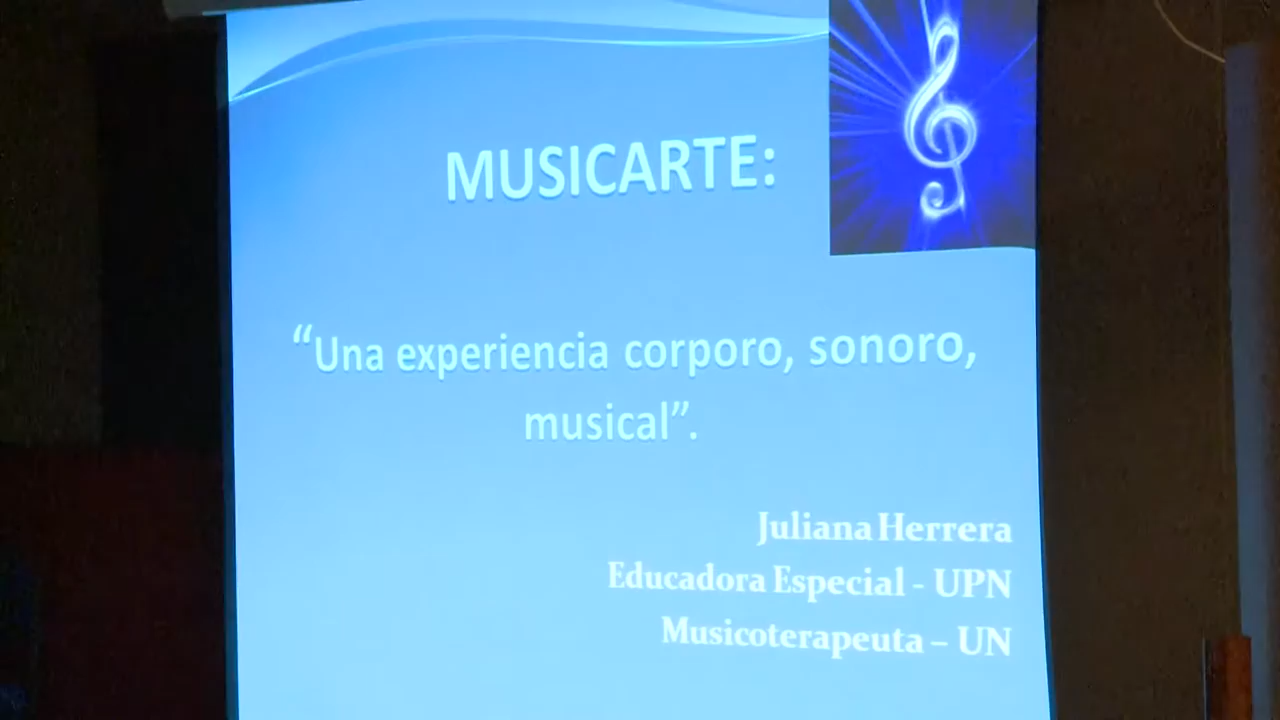 MUSICARTE:
“Una experiencia corporo, sonoro,
musical”.
Juliana Herrera
Educadora Especial - UPN
Musicoterapeuta – UN